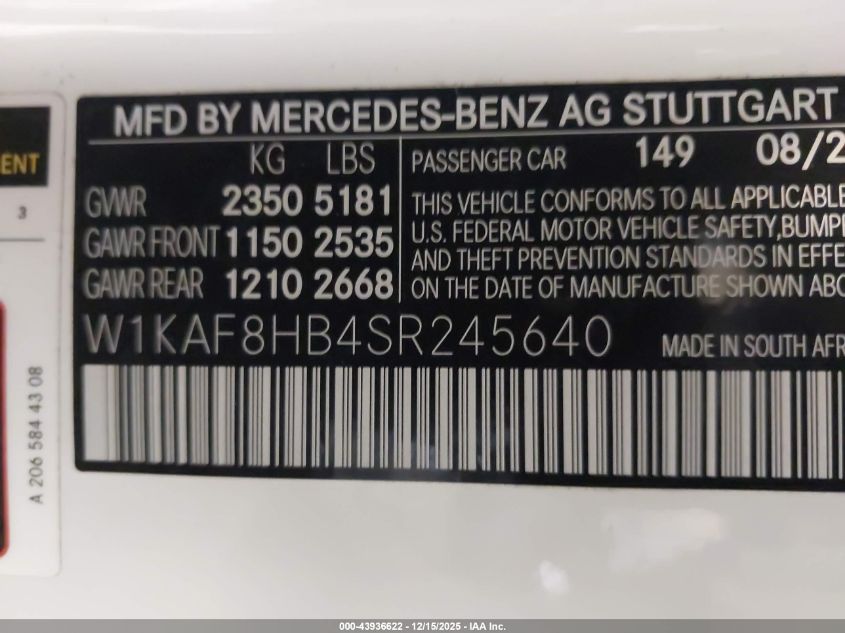 MFD BY MERCEDES-BENZ AG STUTTGART
KG LBS
GVWR 2350 5181
GAWR FRONT 1150 2535
GAWR REAR 1210 2668
PASSENGER CAR 149 08/2
THIS VEHICLE CONFORMS TO ALL APPLICABLE
U.S. FEDERAL MOTOR VEHICLE SAFETY, BUMPE
AND THEFT PREVENTION STANDARDS IN EFFE
ON THE DATE OF MANUFACTURE SHOWN ABO
W1KAF8HB4SR245640
MADE IN SOUTH AFR
ENT
3
A 206 584 43 08
000-43936622 - 12/15/2025 - IAA Inc.